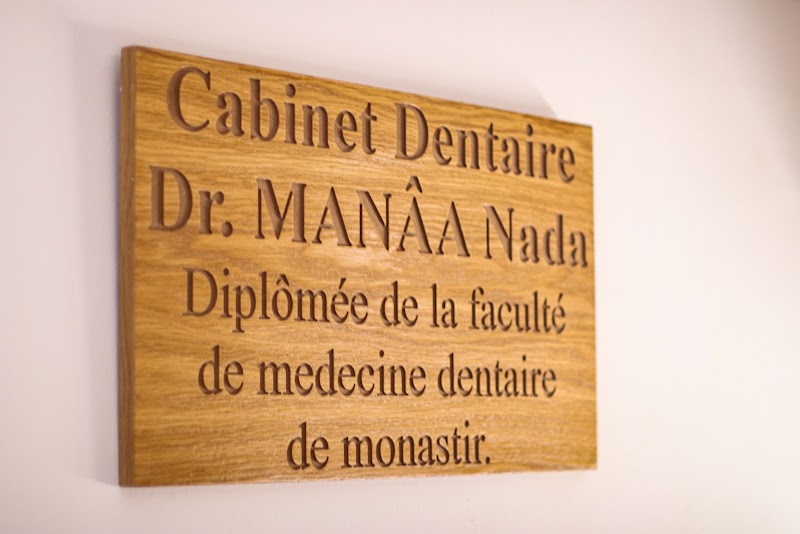 Cabinet Dentaire
Dr. MANÂA Nada
Diplômée de la faculté
de medecine dentaire
de monastir.